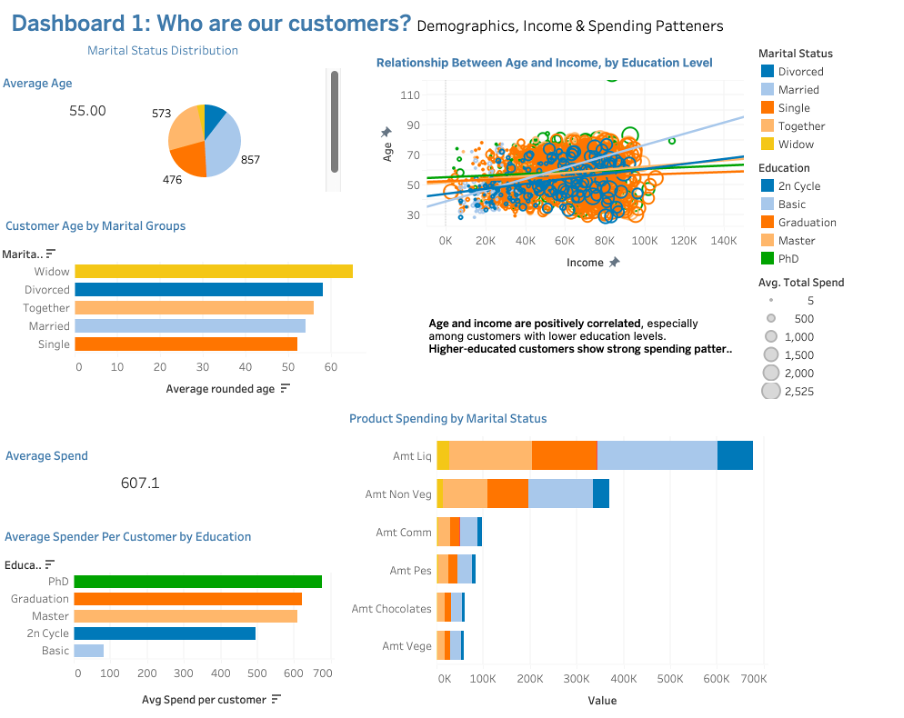 Dashboard 1: Who are our customers? Demographics, Income & Spending Patteners
Marital Status Distribution
Average Age
55.00
573
857
476
Relationship Between Age and Income, by Education Level
Age
110
90
70
50
30
0K 20K 40K 60K 80K 100K 120K 140K
Income
Marital Status
Divorced
Married
Single
Together
Widow
Education
2n Cycle
Basic
Graduation
Master
PhD
Avg. Total Spend
5
500
1,000
1,500
2,000
2,525
Customer Age by Marital Groups
Marita..
Widow
Divorced
Together
Married
Single
0 10 20 30 40 50 60
Average rounded age
Age and income are positively correlated, especially
among customers with lower education levels.
Higher-educated customers show strong spending patter..
Average Spend
607.1
Average Spender Per Customer by Education
Educa..
PhD
Graduation
Master
2n Cycle
Basic
0 100 200 300 400 500 600 700
Avg Spend per customer
Product Spending by Marital Status
Amt Liq
Amt Non Veg
Amt Comm
Amt Pes
Amt Chocolates
Amt Vege
0K 100K 200K 300K 400K 500K 600K 700K
Value